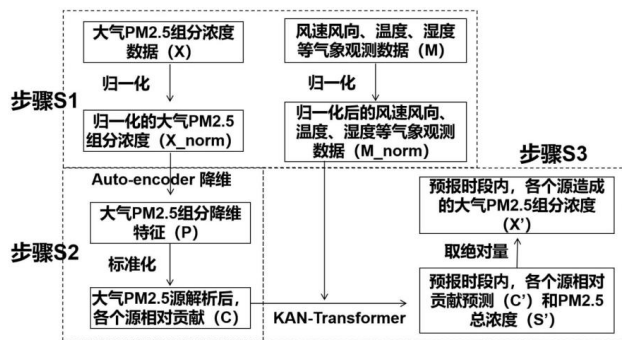 大气PM2.5组分浓度
数据（X）
风速风向、温度、湿度
等气象观测数据（M）
归一化
归一化
步骤S1
归一化的大气PM2.5
组分浓度（X_norm）
归一化后的风速风向、
温度、湿度等气象观测
数据（M_norm）
步骤S3
Auto-encoder 降维
预报时段内，各个源造成
的大气PM2.5组分浓度
（X’）
大气PM2.5组分降维
特征（P）
步骤S2
标准化
取绝对量
大气PM2.5源解析后，
各个源相对贡献（C）
KAN-Transformer
预报时段内，各个源相对
贡献预测（C’）和PM2.5
总浓度（S’）